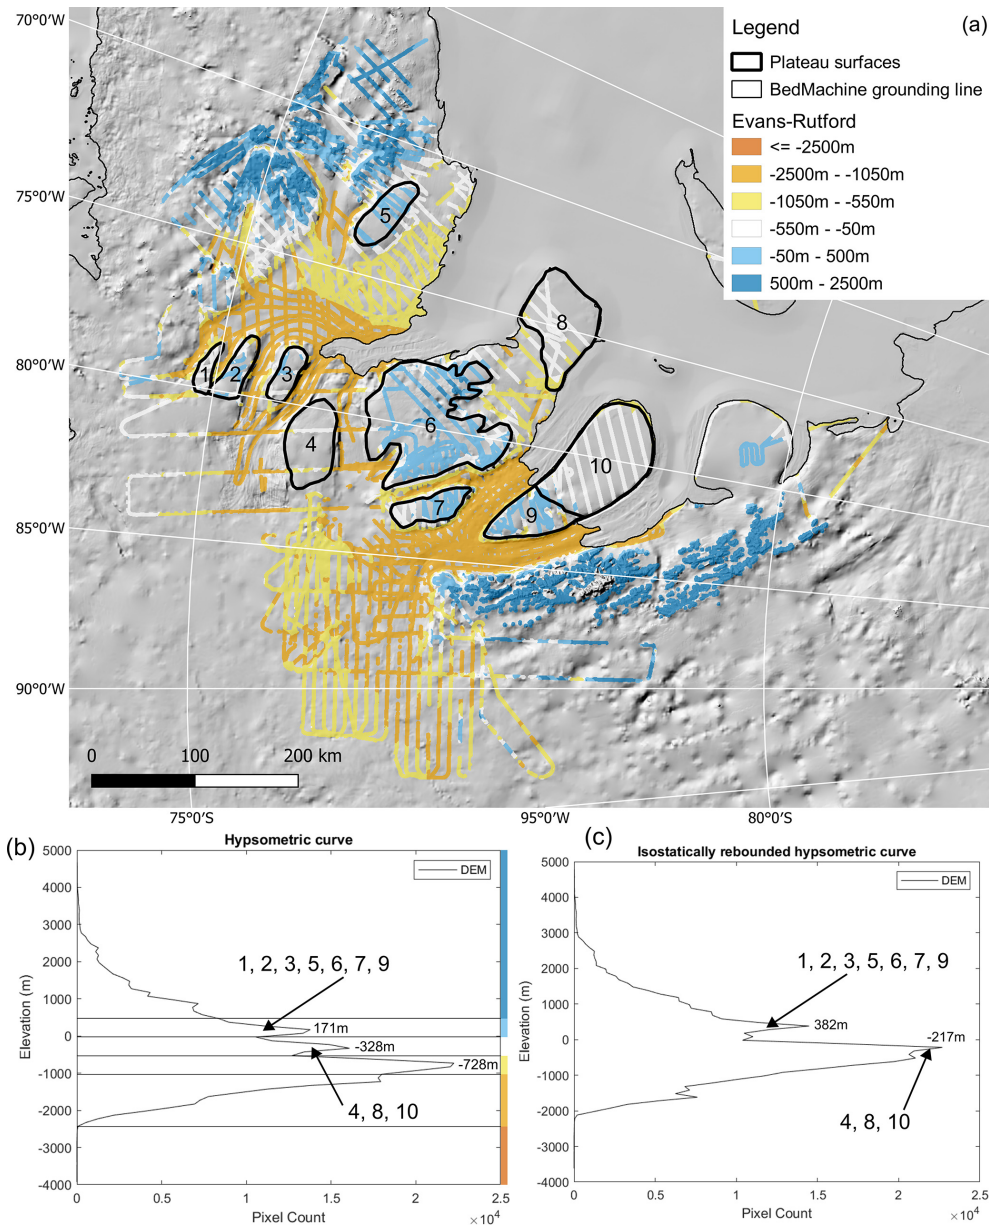 (a)
70°0'W
75°0'W
80°0'W
85°0'W
90°0'W
Legend
Plateau surfaces
BedMachine grounding line
Evans-Rutford
<= -2500m
-2500m - -1050m
-1050m - -550m
-550m - -50m
-50m - 500m
500m - 2500m
5
8
1
2
3
4
6
7
9
10
0
100
200 km
75°0'S
95°0'W
80°0'S
(b)
Hypsometric curve
DEM
5000
4000
3000
2000
1000
0
-1000
-2000
-3000
-4000
Elevation (m)
1, 2, 3, 5, 6, 7, 9
171m
-328m
-728m
4, 8, 10
0
0.5
1
1.5
2
2.5
Pixel Count
×10⁴
(c)
Isostatically rebounded hypsometric curve
DEM
5000
4000
3000
2000
1000
0
-1000
-2000
-3000
-4000
Elevation (m)
1, 2, 3, 5, 6, 7, 9
382m
-217m
4, 8, 10
0
0.5
1
1.5
2
2.5
Pixel Count
×10⁴